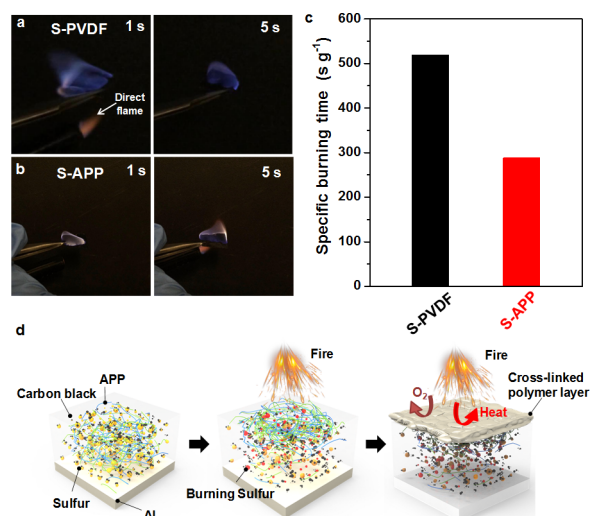 a
S-PVDF
1 s
5 s
Direct
flame
b
S-APP
1 s
5 s
c
Specific burning time (s g⁻¹)
600
500
400
300
200
100
0
S-PVDF
S-APP
d
APP
Carbon black
Sulfur
Al
Fire
Burning Sulfur
Fire
O₂
Heat
Cross-linked
polymer layer